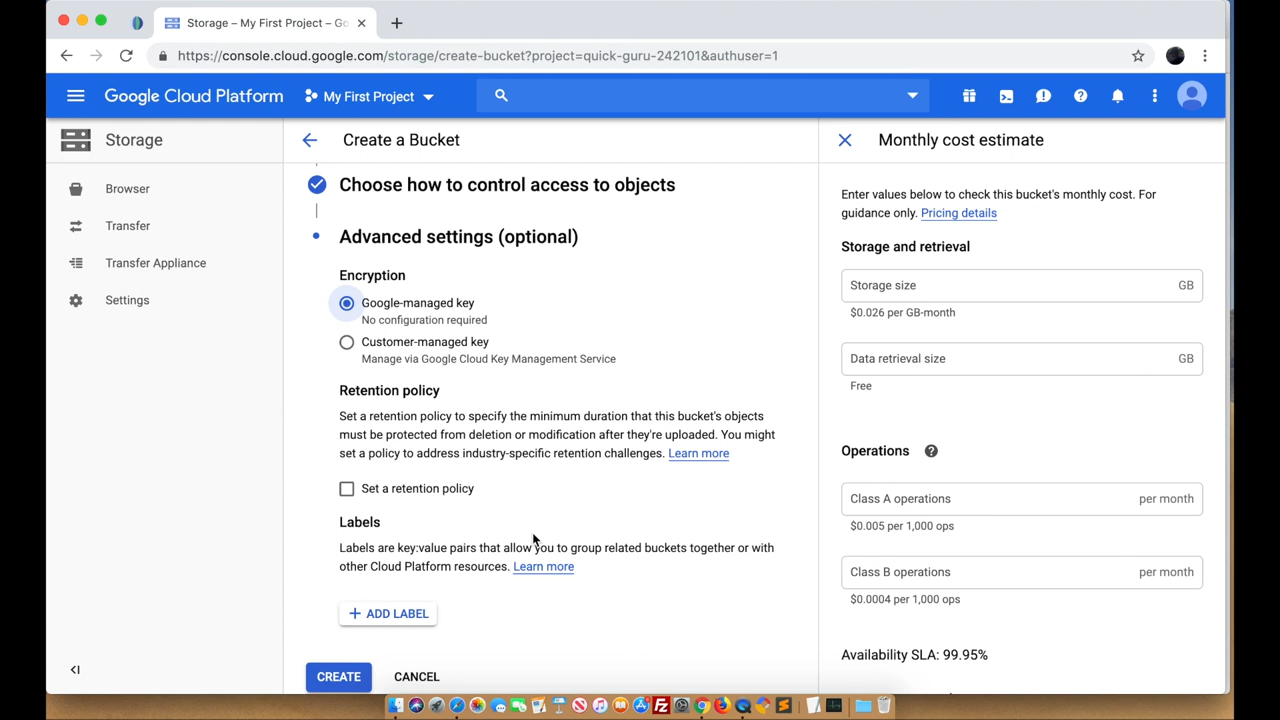 Storage – My First Project – Go
https://console.cloud.google.com/storage/create-bucket?project=quick-guru-242101&authuser=1
Google Cloud Platform
My First Project
Storage
Create a Bucket
Monthly cost estimate
Browser
Transfer
Transfer Appliance
Settings
Choose how to control access to objects
Advanced settings (optional)
Encryption
Google-managed key
No configuration required
Customer-managed key
Manage via Google Cloud Key Management Service
Retention policy
Set a retention policy to specify the minimum duration that this bucket's objects
must be protected from deletion or modification after they're uploaded. You might
set a policy to address industry-specific retention challenges. Learn more
Set a retention policy
Labels
Labels are key:value pairs that allow you to group related buckets together or with
other Cloud Platform resources. Learn more
+ ADD LABEL
CREATE
CANCEL
Enter values below to check this bucket's monthly cost. For
guidance only. Pricing details
Storage and retrieval
Storage size GB
$0.026 per GB-month
Data retrieval size GB
Free
Operations
Class A operations per month
$0.005 per 1,000 ops
Class B operations per month
$0.0004 per 1,000 ops
Availability SLA: 99.95%